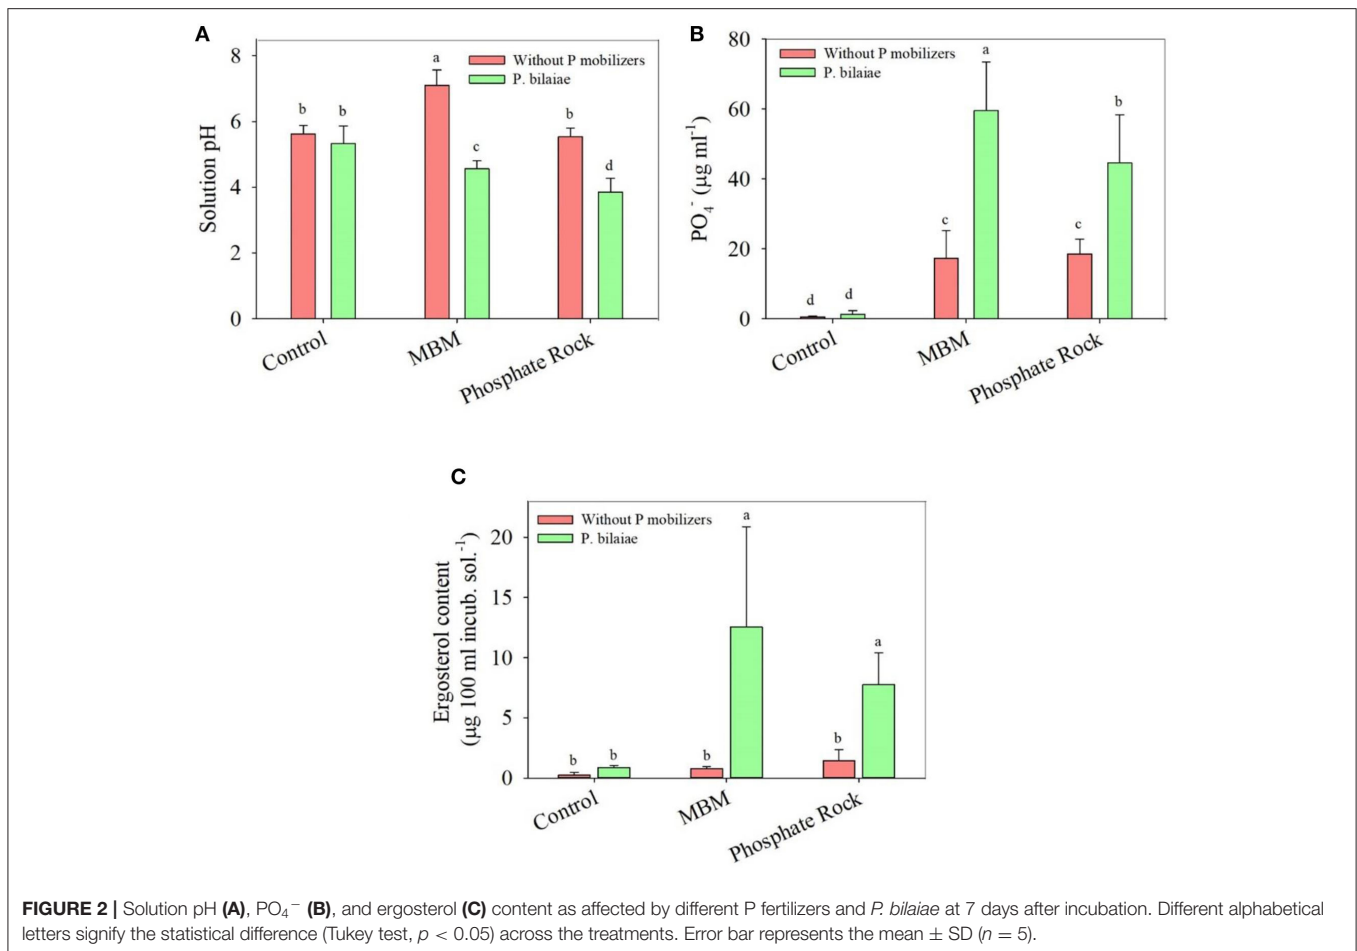 A
8
6
4
2
0
Solution pH
Without P mobilizers
P. bilaiae
b
b
a
c
b
d
Control
MBM
Phosphate Rock
B
80
60
40
20
0
PO₄⁻ (μg ml⁻¹)
Without P mobilizers
P. bilaiae
d
d
c
a
c
b
Control
MBM
Phosphate Rock
C
20
15
10
5
0
Ergosterol content
(μg 100 ml incub. sol.⁻¹)
Without P mobilizers
P. bilaiae
b
b
b
a
b
a
Control
MBM
Phosphate Rock
FIGURE 2 | Solution pH (A), PO₄⁻ (B), and ergosterol (C) content as affected by different P fertilizers and P. bilaiae at 7 days after incubation. Different alphabetical
letters signify the statistical difference (Tukey test, p < 0.05) across the treatments. Error bar represents the mean ± SD (n = 5).